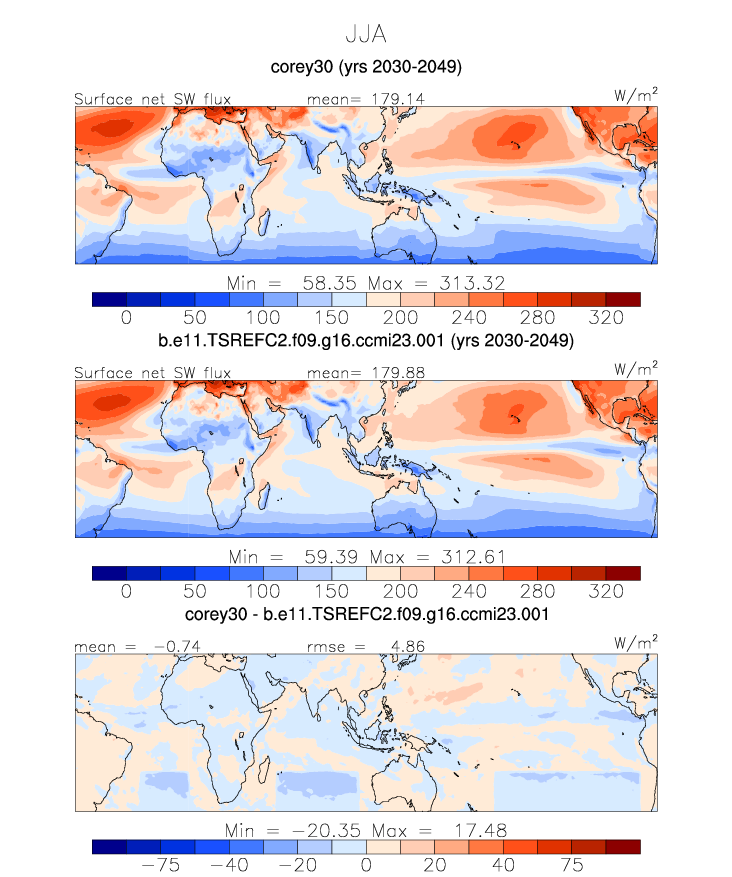 JJA
corey30 (yrs 2030-2049)
Surface net SW flux mean= 179.14 W/m²
Min = 58.35 Max = 313.32
0 50 100 150 200 240 280 320
b.e11.TSREFC2.f09.g16.ccmi23.001 (yrs 2030-2049)
Surface net SW flux mean= 179.88 W/m²
Min = 59.39 Max = 312.61
0 50 100 150 200 240 280 320
corey30 - b.e11.TSREFC2.f09.g16.ccmi23.001
mean = -0.74 rmse = 4.86 W/m²
Min = -20.35 Max = 17.48
-75 -40 -20 0 20 40 75